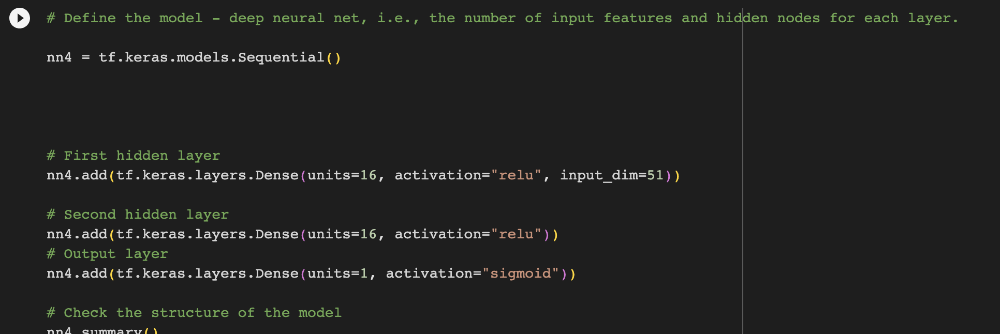 # Define the model - deep neural net, i.e., the number of input features and hidden nodes for each layer.
nn4 = tf.keras.models.Sequential()
# First hidden layer
nn4.add(tf.keras.layers.Dense(units=16, activation="relu", input_dim=51))
# Second hidden layer
nn4.add(tf.keras.layers.Dense(units=16, activation="relu"))
# Output layer
nn4.add(tf.keras.layers.Dense(units=1, activation="sigmoid"))
# Check the structure of the model
nn4.summary()